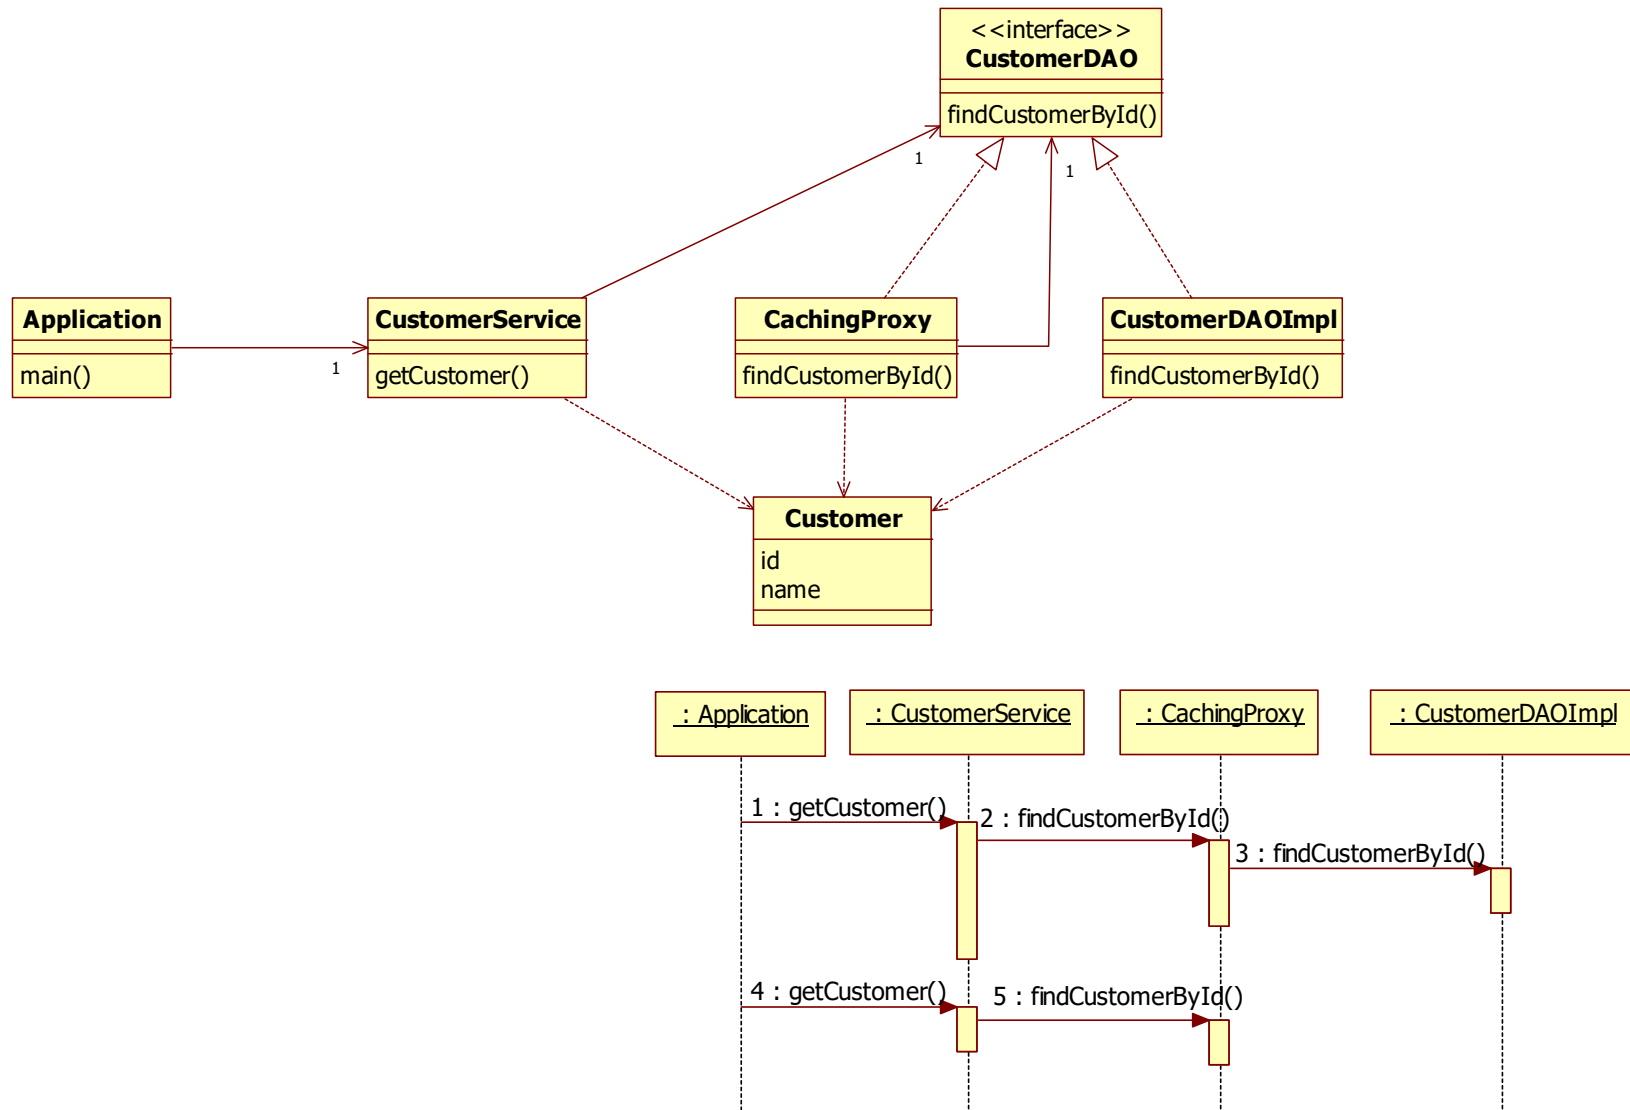 <<interface>>
CustomerDAO
findCustomerById()
1
1
Application
main()
1
CustomerService
getCustomer()
CachingProxy
findCustomerById()
CustomerDAOImpl
findCustomerById()
Customer
id
name
: Application
: CustomerService
: CachingProxy
: CustomerDAOImpl
1 : getCustomer()
2 : findCustomerById()
3 : findCustomerById()
4 : getCustomer()
5 : findCustomerById()